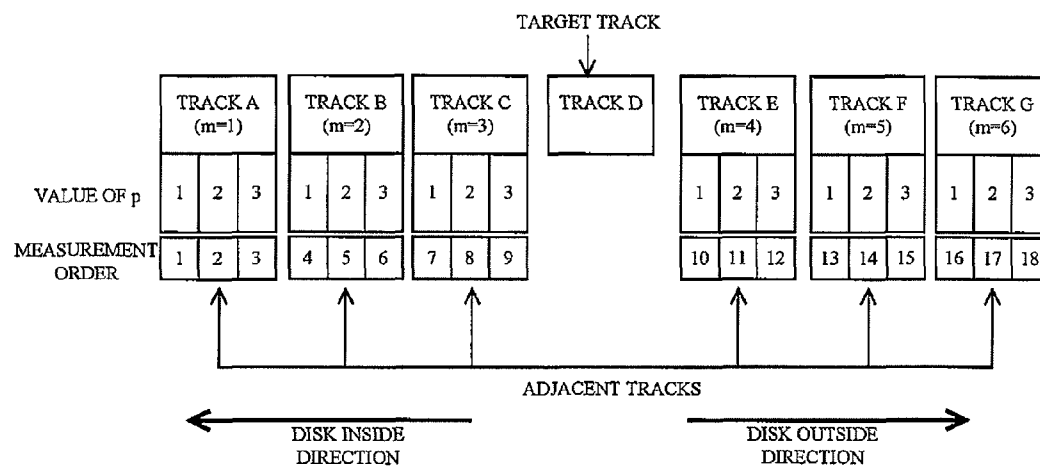 TARGET TRACK
TRACK A TRACK B TRACK C TRACK D TRACK E TRACK F TRACK G
(m=1) (m=2) (m=3) (m=4) (m=5) (m=6)
VALUE OF p 1 2 3 1 2 3 1 2 3 1 2 3 1 2 3 1 2 3
MEASUREMENT
ORDER 1 2 3 4 5 6 7 8 9 10 11 12 13 14 15 16 17 18
ADJACENT TRACKS
DISK INSIDE
DIRECTION
DISK OUTSIDE
DIRECTION